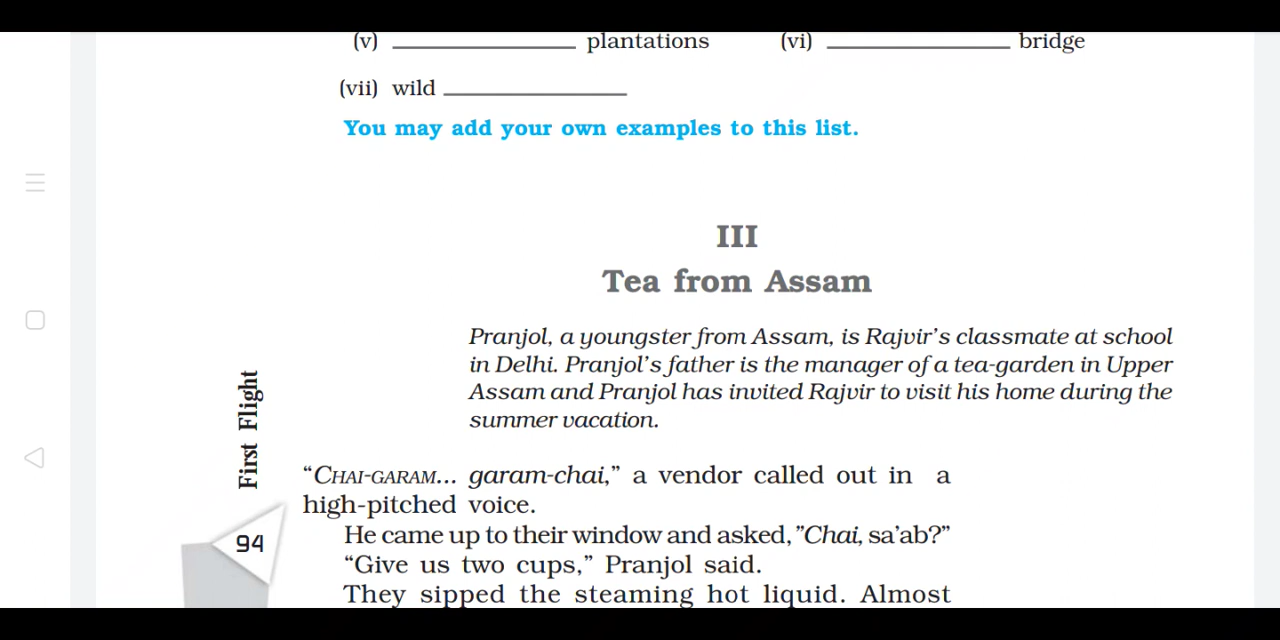 (v) ____________ plantations (vi) ____________ bridge
(vii) wild ____________
You may add your own examples to this list.
III
Tea from Assam
Pranjol, a youngster from Assam, is Rajvir's classmate at school
in Delhi. Pranjol's father is the manager of a tea-garden in Upper
Assam and Pranjol has invited Rajvir to visit his home during the
summer vacation.
“CHAI-GARAM... garam-chai,” a vendor called out in a
high-pitched voice.
He came up to their window and asked, ”Chai, sa'ab?”
“Give us two cups,” Pranjol said.
They sipped the steaming hot liquid. Almost
First Flight
94